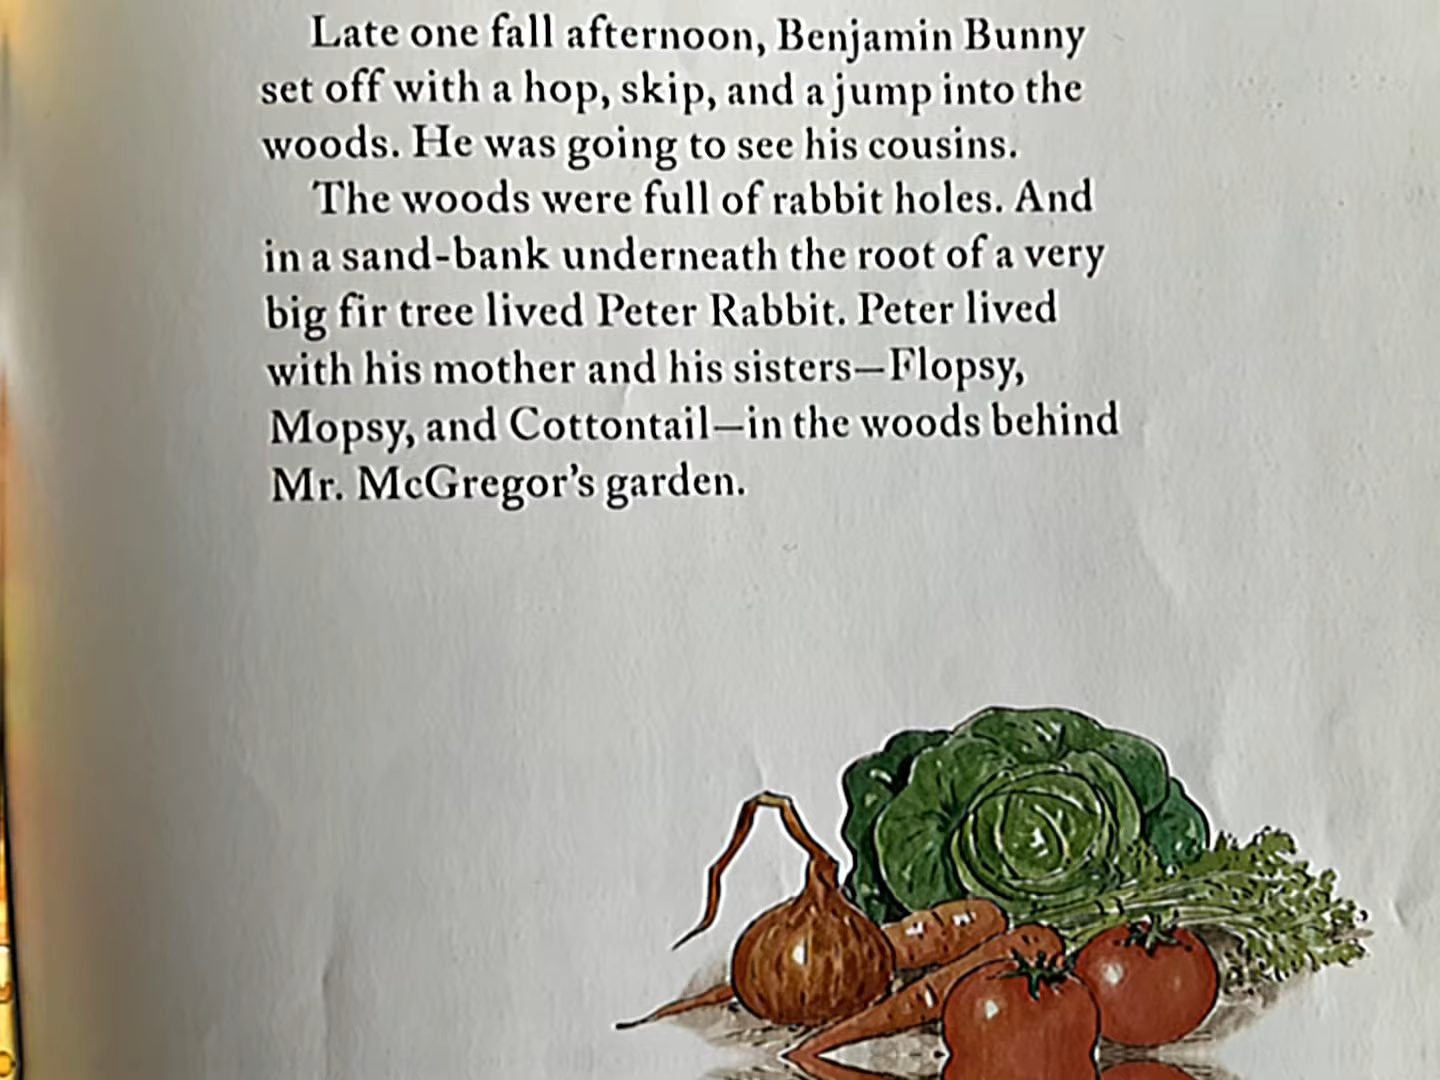 Late one fall afternoon, Benjamin Bunny
set off with a hop, skip, and a jump into the
woods. He was going to see his cousins.
The woods were full of rabbit holes. And
in a sand-bank underneath the root of a very
big fir tree lived Peter Rabbit. Peter lived
with his mother and his sisters—Flopsy,
Mopsy, and Cottontail—in the woods behind
Mr. McGregor's garden.